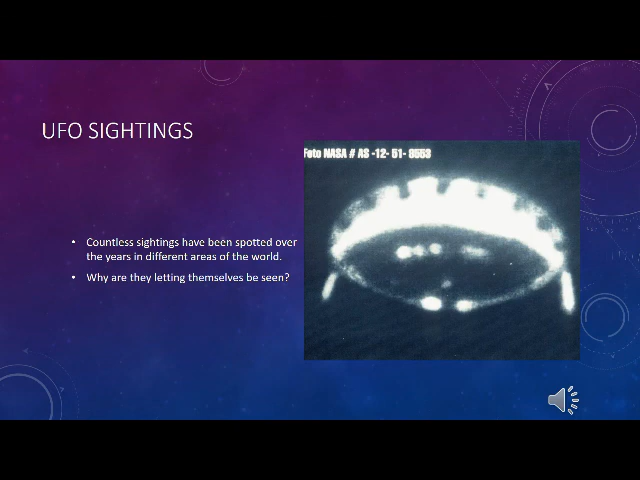 UFO SIGHTINGS
Foto NASA # AS -12- 51- 8553
• Countless sightings have been spotted over
the years in different areas of the world.
• Why are they letting themselves be seen?